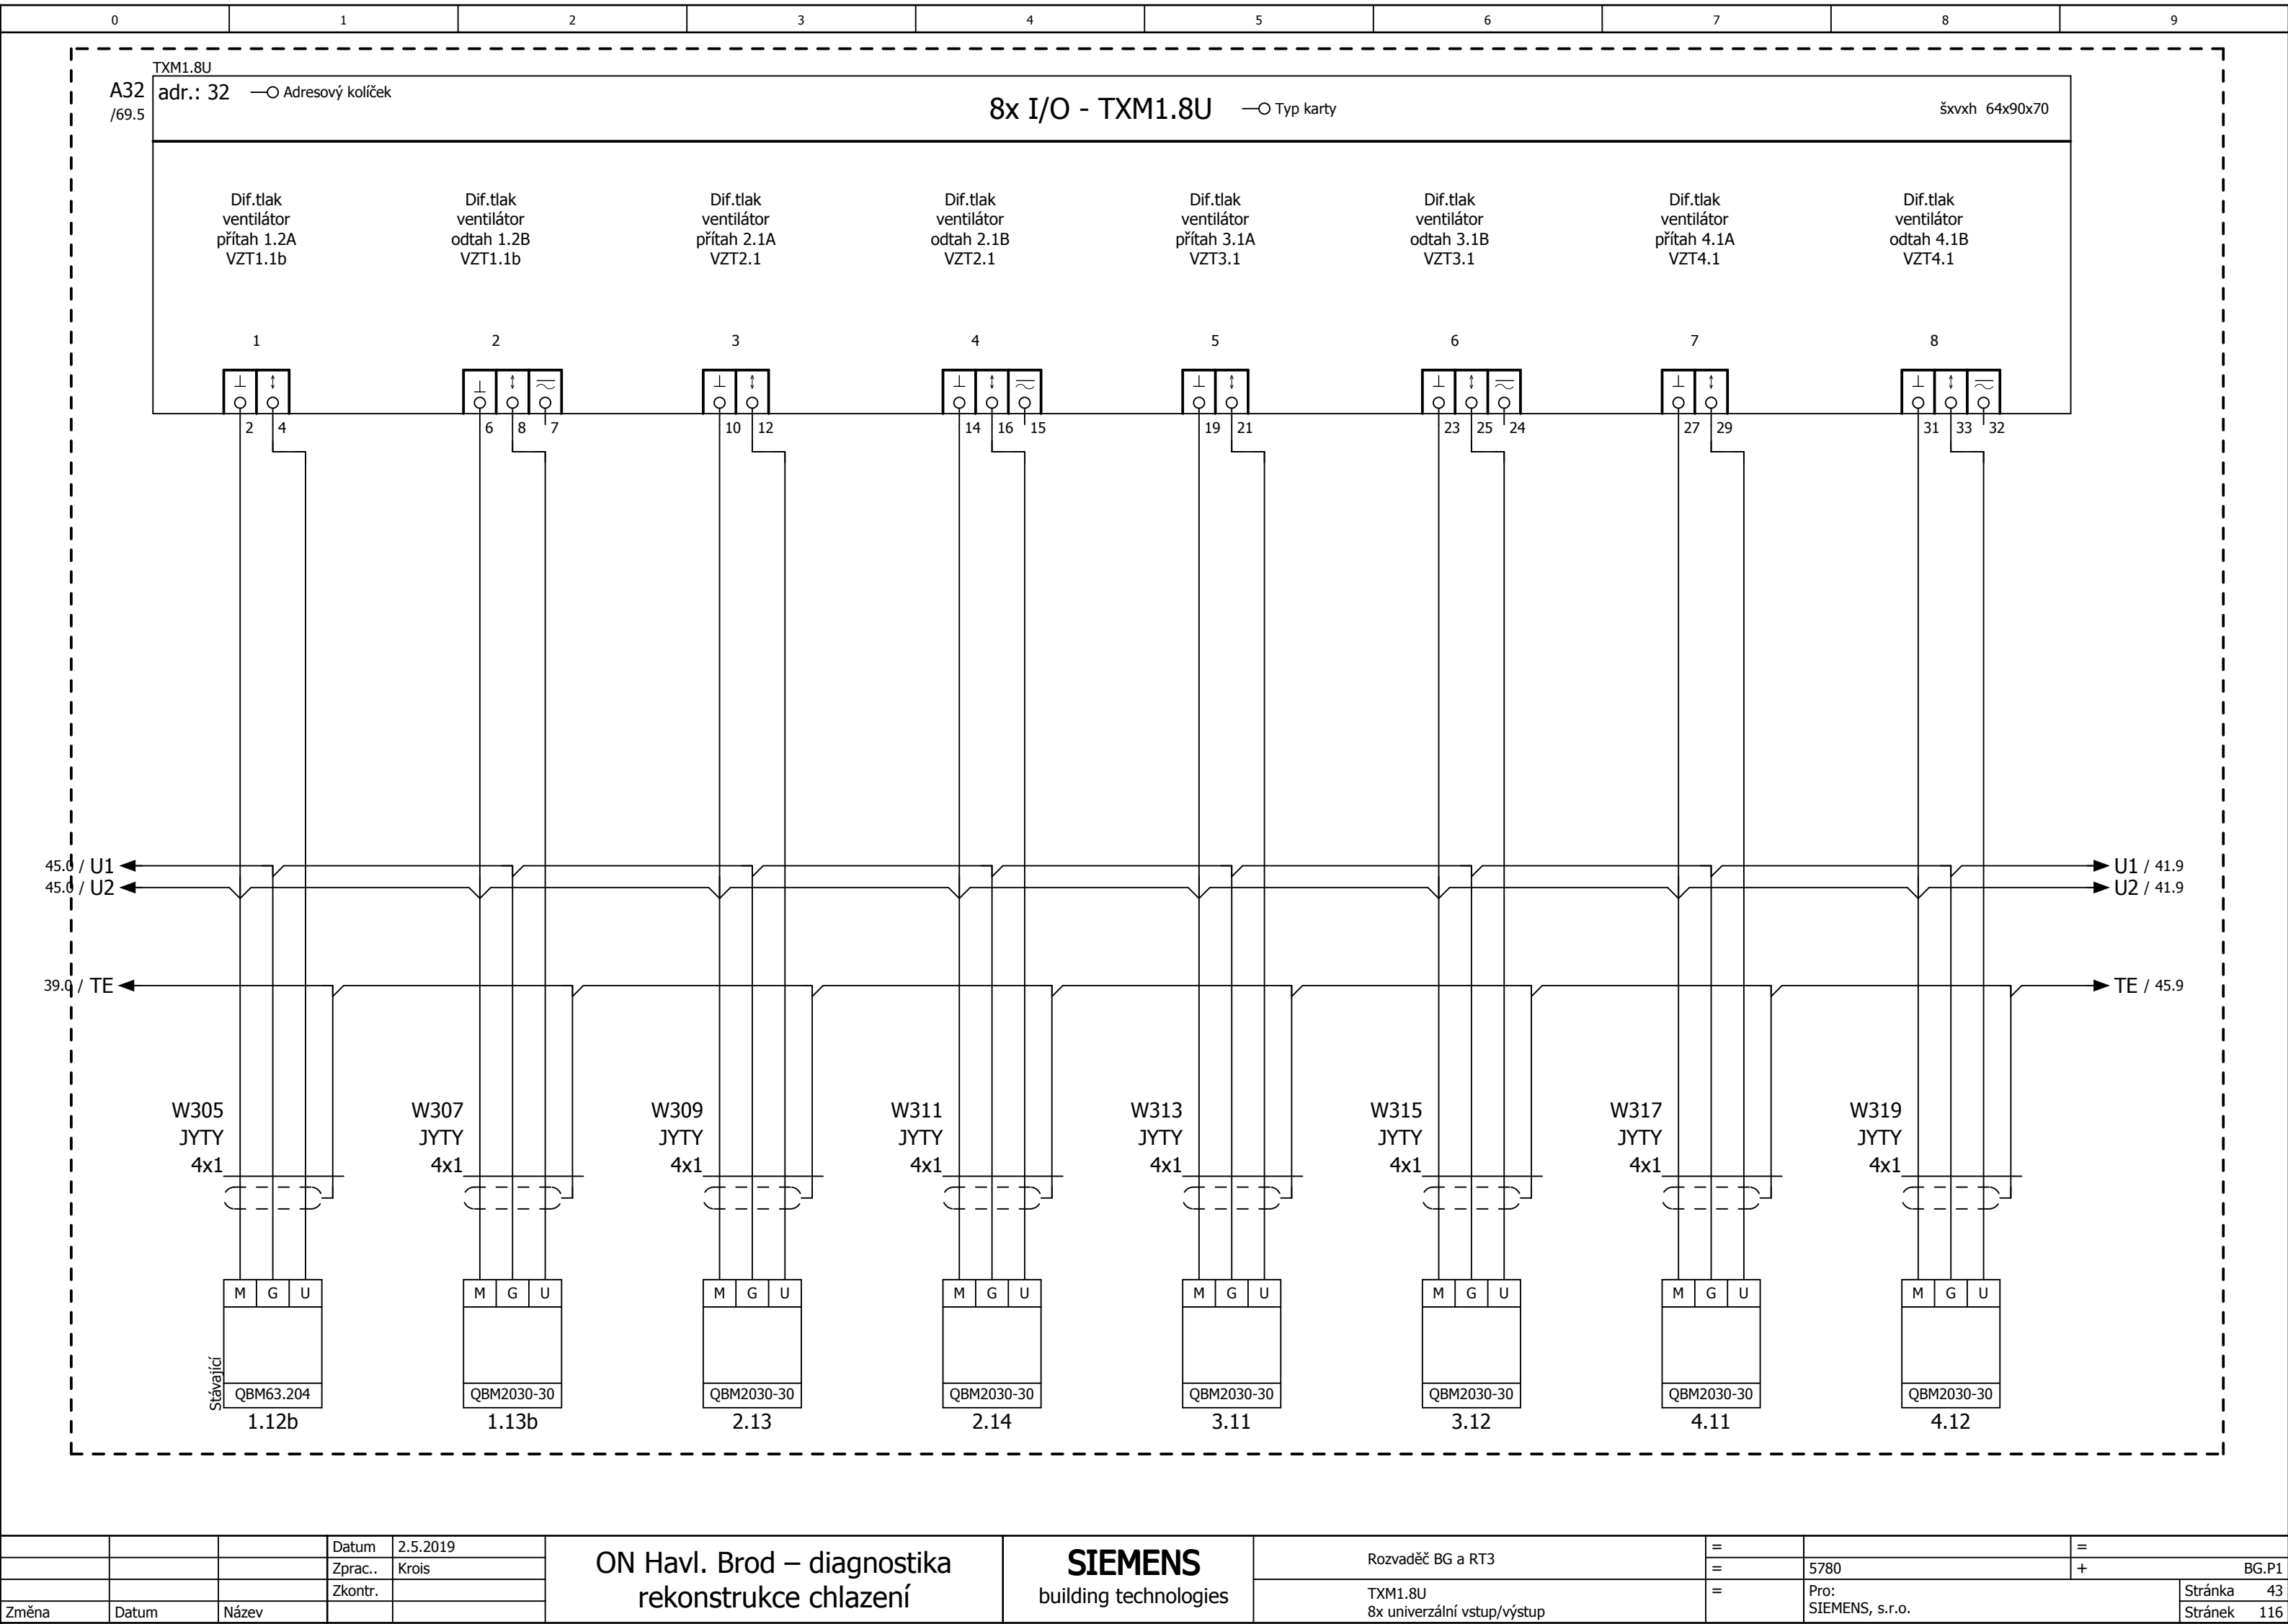 0 1 2 3 4 5 6 7 8 9
TXM1.8U
A32 adr.: 32 Adresový kolíček
/69.5
8x I/O - TXM1.8U Typ karty šxvxh 64x90x70
Dif.tlak Dif.tlak Dif.tlak Dif.tlak Dif.tlak Dif.tlak Dif.tlak Dif.tlak
ventilátor ventilátor ventilátor ventilátor ventilátor ventilátor ventilátor ventilátor
přítah 1.2A odtah 1.2B přítah 2.1A odtah 2.1B přítah 3.1A odtah 3.1B přítah 4.1A odtah 4.1B
VZT1.1b VZT1.1b VZT2.1 VZT2.1 VZT3.1 VZT3.1 VZT4.1 VZT4.1
1 2 3 4 5 6 7 8
2 4 6 8 7 10 12 14 16 15 19 21 23 25 24 27 29 31 33 32
45.0 / U1 U1 / 41.9
45.0 / U2 U2 / 41.9
39.0 / TE TE / 45.9
W305 W307 W309 W311 W313 W315 W317 W319
JYTY JYTY JYTY JYTY JYTY JYTY JYTY JYTY
4x1 4x1 4x1 4x1 4x1 4x1 4x1 4x1
M G U M G U M G U M G U M G U M G U M G U M G U
Stávající
QBM63.204 QBM2030-30 QBM2030-30 QBM2030-30 QBM2030-30 QBM2030-30 QBM2030-30 QBM2030-30
1.12b 1.13b 2.13 2.14 3.11 3.12 4.11 4.12
Změna Datum Název
Datum 2.5.2019
Zprac.. Krois
Zkontr.
ON Havl. Brod – diagnostika
rekonstrukce chlazení
SIEMENS
building technologies
Rozvaděč BG a RT3
TXM1.8U
8x univerzální vstup/výstup
= =
= 5780 + BG.P1
= Pro:
SIEMENS, s.r.o.
Stránka 43
Stránek 116